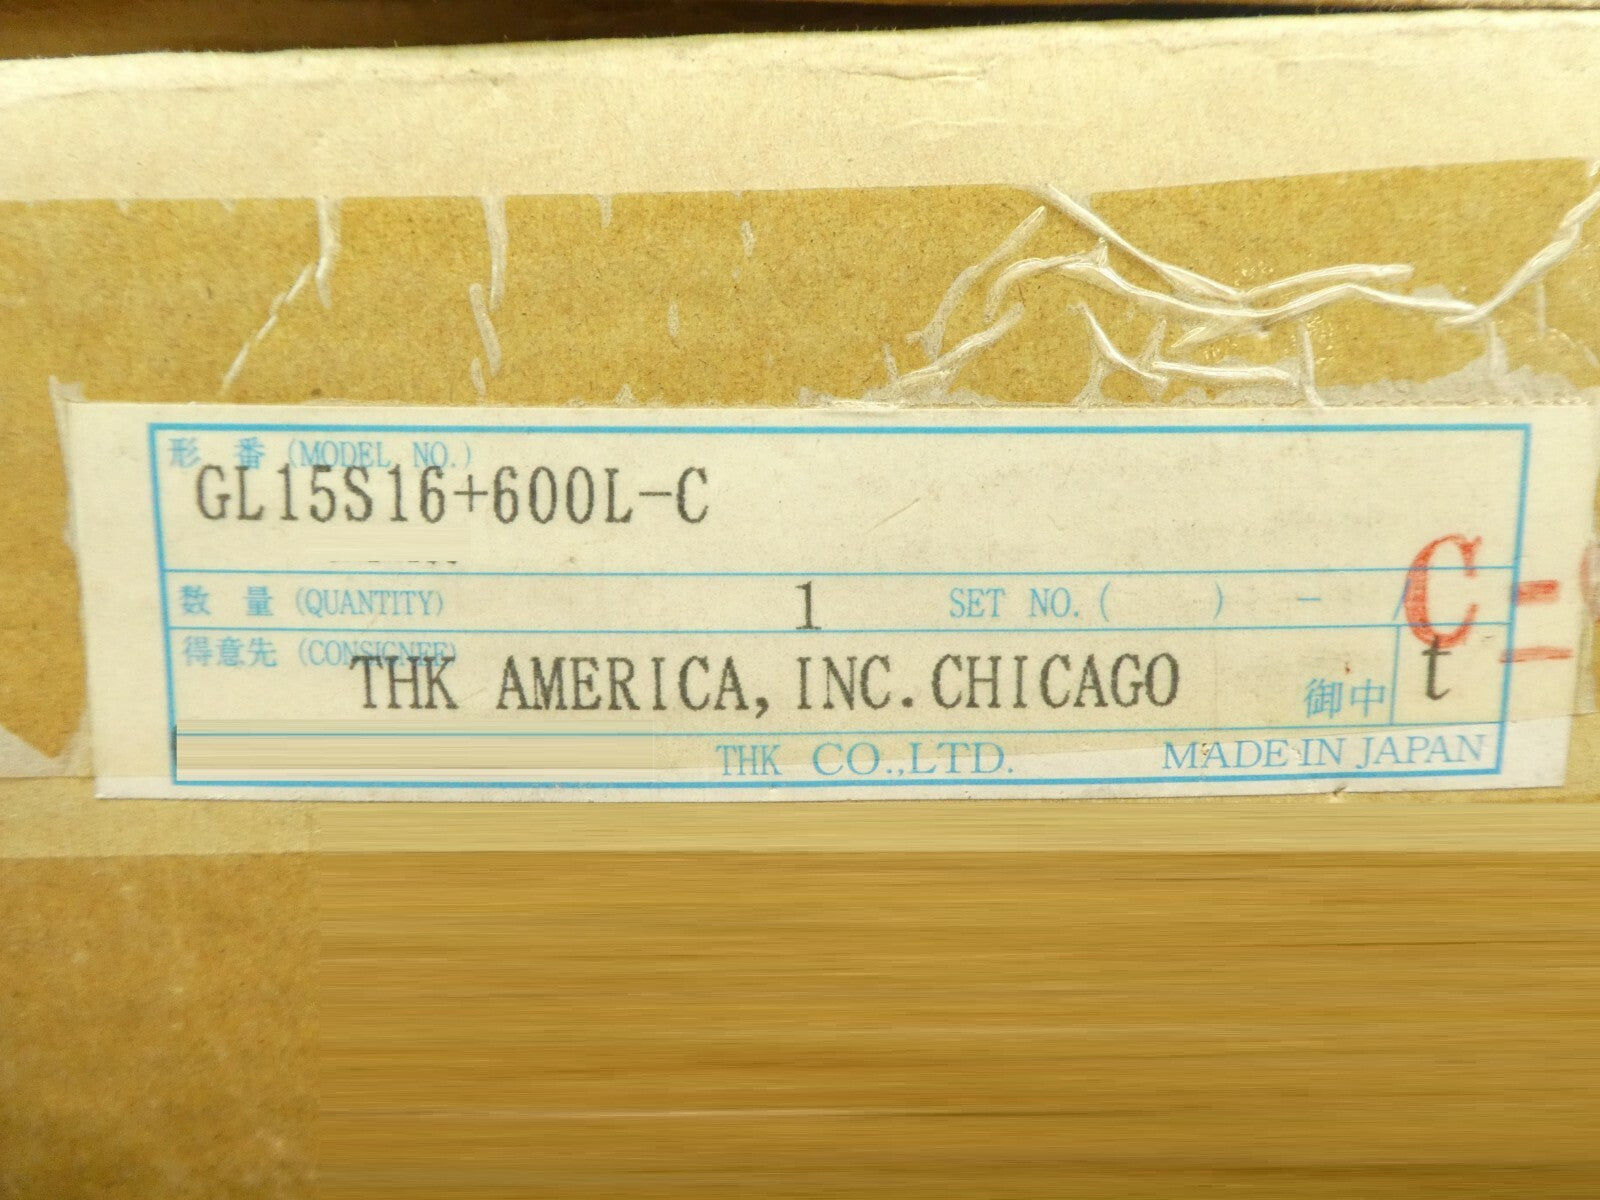 形 番 (MODEL NO.)
GL15S16+600L-C
数 量 (QUANTITY) 1 SET NO. ( ) - /
得意先 (CONSIGNEE)
THK AMERICA, INC. CHICAGO 御中 t
THK CO.,LTD. MADE IN JAPAN
C=